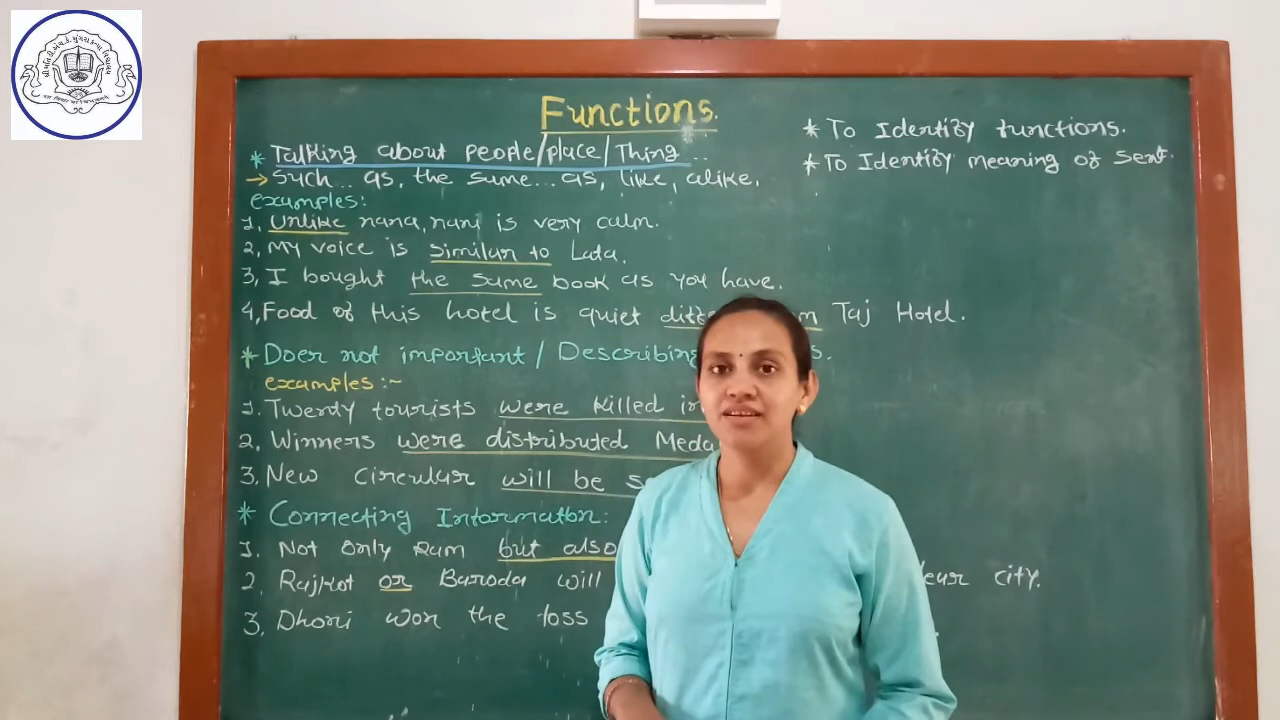 Functions.
* Talking about people/place/Thing..
→ Such.. as, the same... as, like, alike.
examples:
1. Unlike nana, nani is very calm.
2, My voice is similar to Lata.
3, I bought the same book as you have.
4, Food of this hotel is quiet Taj Hotel.
* Does not important / Describing
examples :~
1. Twenty tourists were killed in
2. Winners were distributed Meda
3. New Circular will be
* Connecting Information:
1. Not Only Ram but also
2. Rajkot or Baroda will city.
3. Dhoni won the toss
* To Identify functions.
* To Identify meaning of sent.